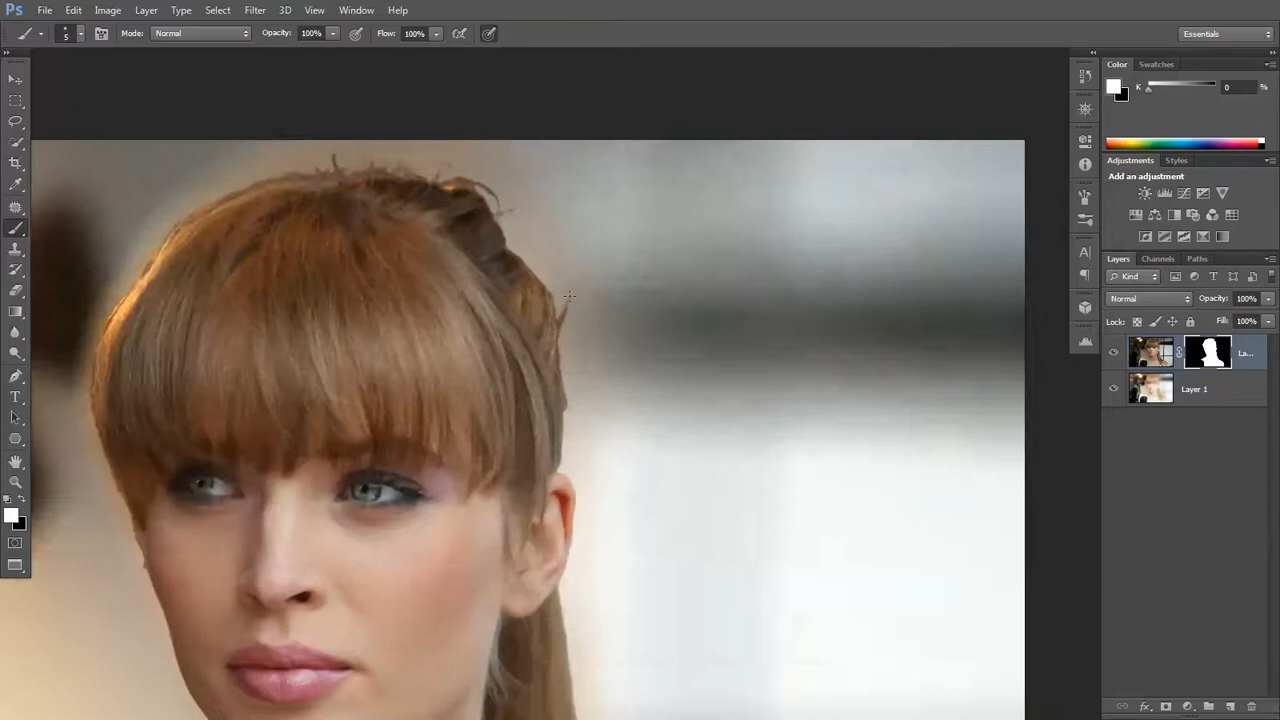 Ps File Edit Image Layer Type Select Filter 3D View Window Help
5 Mode: Normal Opacity: 100% Flow: 100% Essentials
Color Swatches
K 0 %
Adjustments Styles
Add an adjustment
Layers Channels Paths
Kind
Normal Opacity: 100%
Lock: Fill: 100%
La...
Layer 1